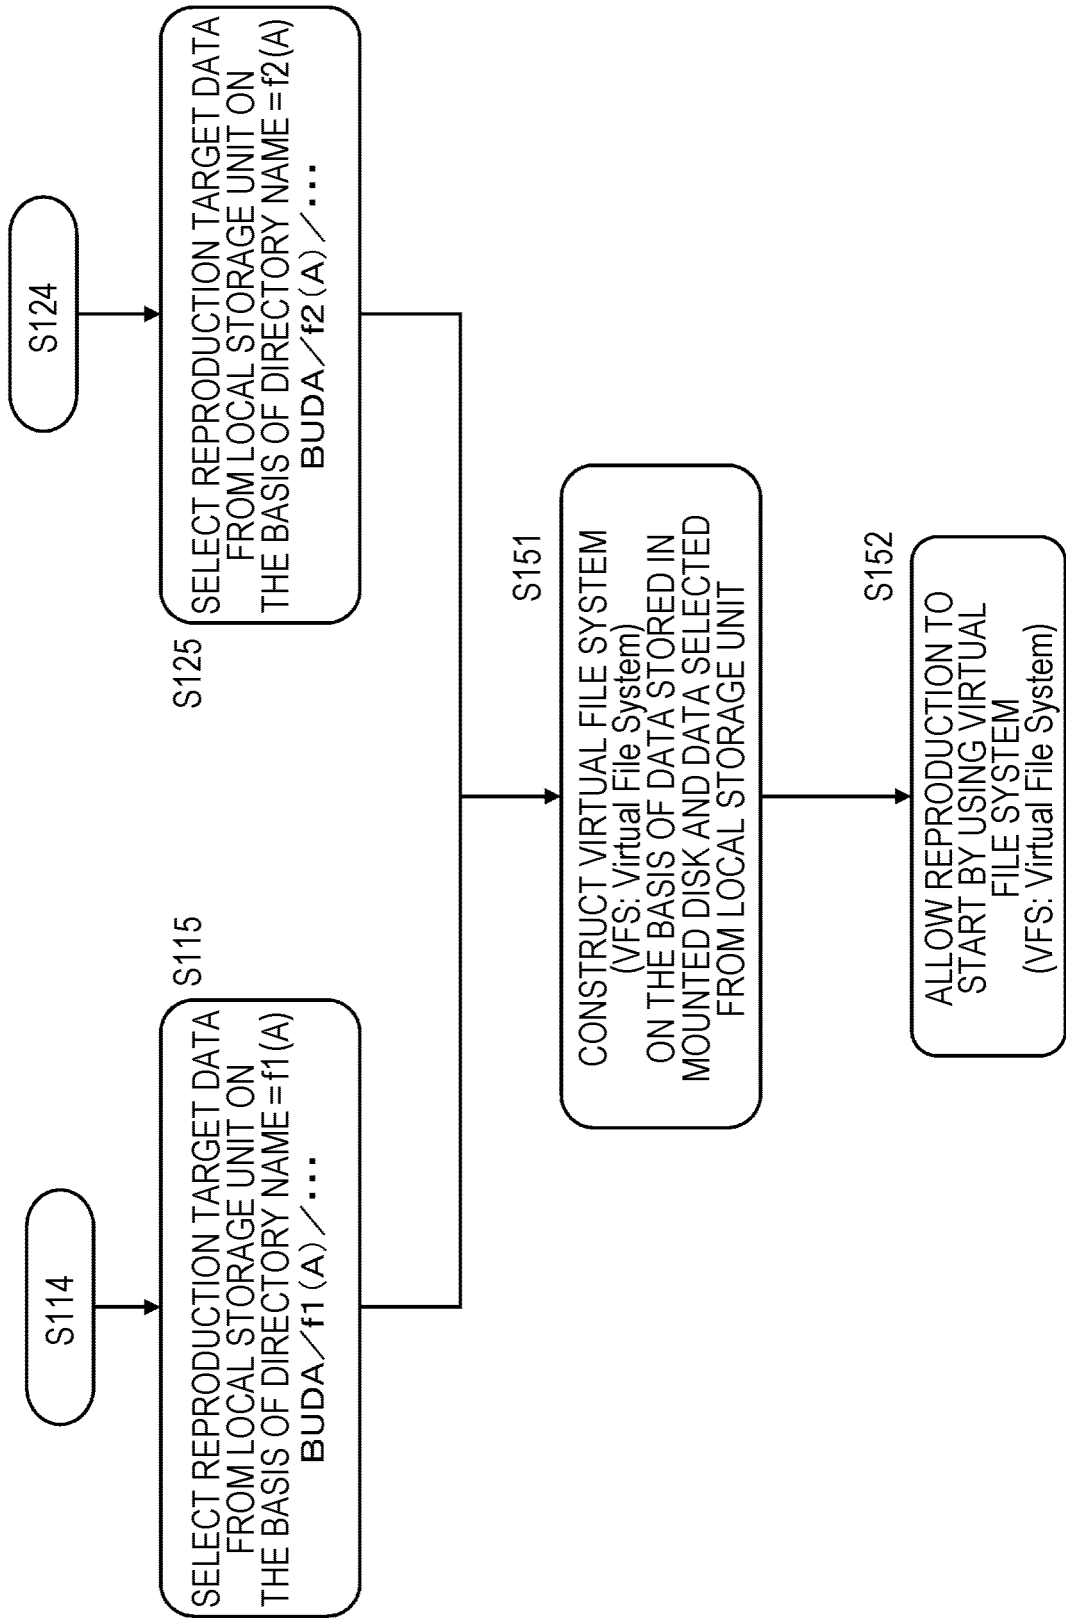 S114
S115
SELECT REPRODUCTION TARGET DATA
FROM LOCAL STORAGE UNIT ON
THE BASIS OF DIRECTORY NAME=f1(A)
BUDA/f1(A)/...
S124
S125
SELECT REPRODUCTION TARGET DATA
FROM LOCAL STORAGE UNIT ON
THE BASIS OF DIRECTORY NAME=f2(A)
BUDA/f2(A)/...
S151
CONSTRUCT VIRTUAL FILE SYSTEM
(VFS: Virtual File System)
ON THE BASIS OF DATA STORED IN
MOUNTED DISK AND DATA SELECTED
FROM LOCAL STORAGE UNIT
S152
ALLOW REPRODUCTION TO
START BY USING VIRTUAL
FILE SYSTEM
(VFS: Virtual File System)